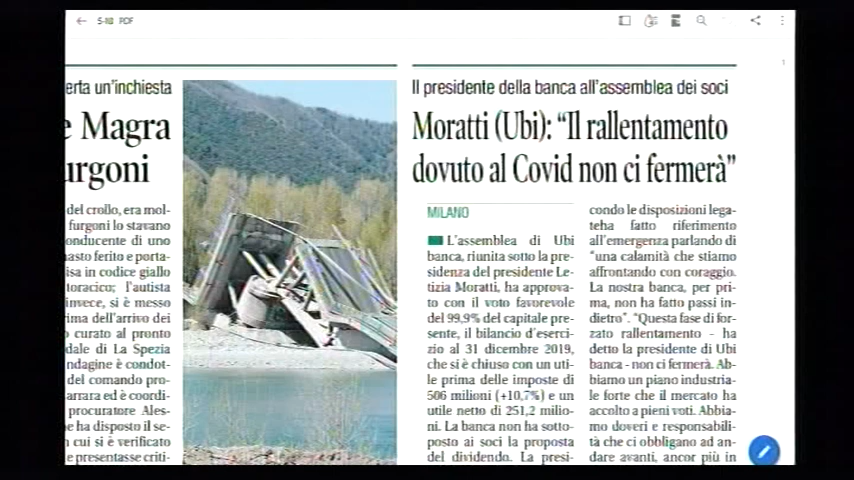 5-III PDF
1
erta un'inchiesta
e Magra
urgoni
del crollo, era mol-
furgoni lo stavano
onducente di uno
asto ferito e porta-
isa in codice giallo
toracico; l'autista
invece, si è messo
rima dell'arrivo dei
o curato al pronto
dale di La Spezia
ndagine è condot-
del comando pro-
arrara ed è coordi-
procuratore Ales-
e ha disposto il se-
n cui si è verificato
e presentasse criti-
Il presidente della banca all'assemblea dei soci
Moratti (Ubi): "Il rallentamento
dovuto al Covid non ci fermerà"
MILANO
L'assemblea di Ubi
banca, riunita sotto la pre-
sidenza del presidente Le-
tizia Moratti, ha approva-
to con il voto favorevole
del 99,9% del capitale pre-
sente, il bilancio d'eserci-
zio al 31 dicembre 2019,
che si è chiuso con un uti-
le prima delle imposte di
506 milioni (+10,7%) e un
utile netto di 251,2 milio-
ni. La banca non ha sotto-
posto ai soci la proposta
del dividendo. La presi-
condo le disposizioni lega-
teha fatto riferimento
all'emergenza parlando di
"una calamità che stiamo
affrontando con coraggio.
La nostra banca, per pri-
ma, non ha fatto passi in-
dietro". "Questa fase di for-
zato rallentamento - ha
detto la presidente di Ubi
banca - non ci fermerà. Ab-
biamo un piano industria-
le forte che il mercato ha
accolto a pieni voti. Abbia-
mo doveri e responsabili-
tà che ci obbligano ad an-
dare avanti, ancor più in